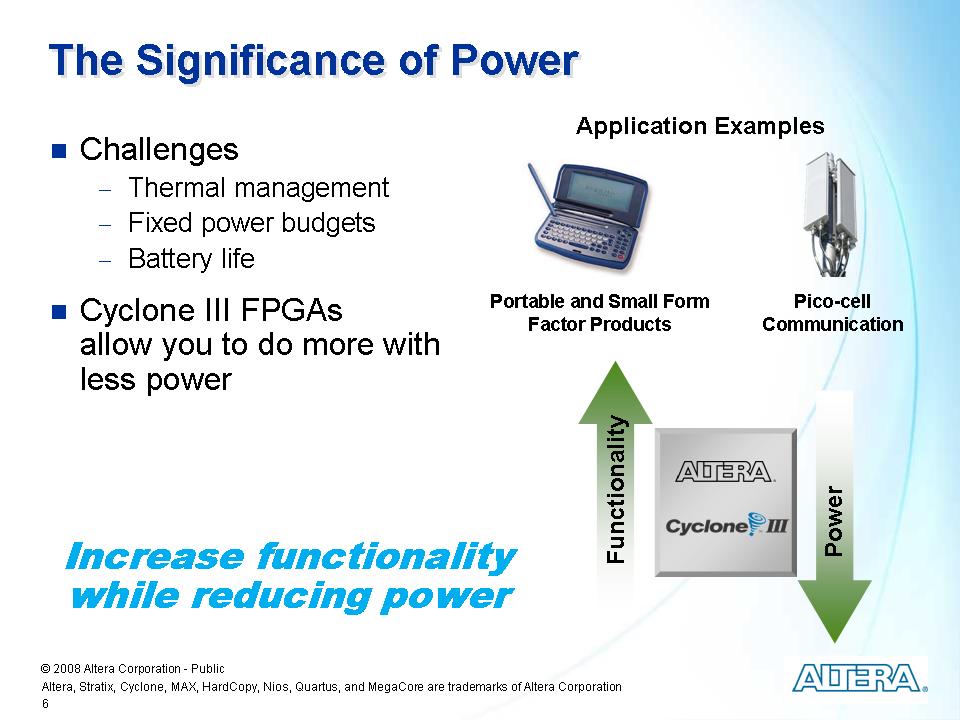 The Significance of Power
Challenges
– Thermal management
– Fixed power budgets
– Battery life
Cyclone III FPGAs
allow you to do more with
less power
Application Examples
Portable and Small Form
Factor Products
Pico-cell
Communication
Functionality
ALTERA®
Cyclone III
Power
Increase functionality
while reducing power
© 2008 Altera Corporation - Public
Altera, Stratix, Cyclone, MAX, HardCopy, Nios, Quartus, and MegaCore are trademarks of Altera Corporation
6
ALTERA®